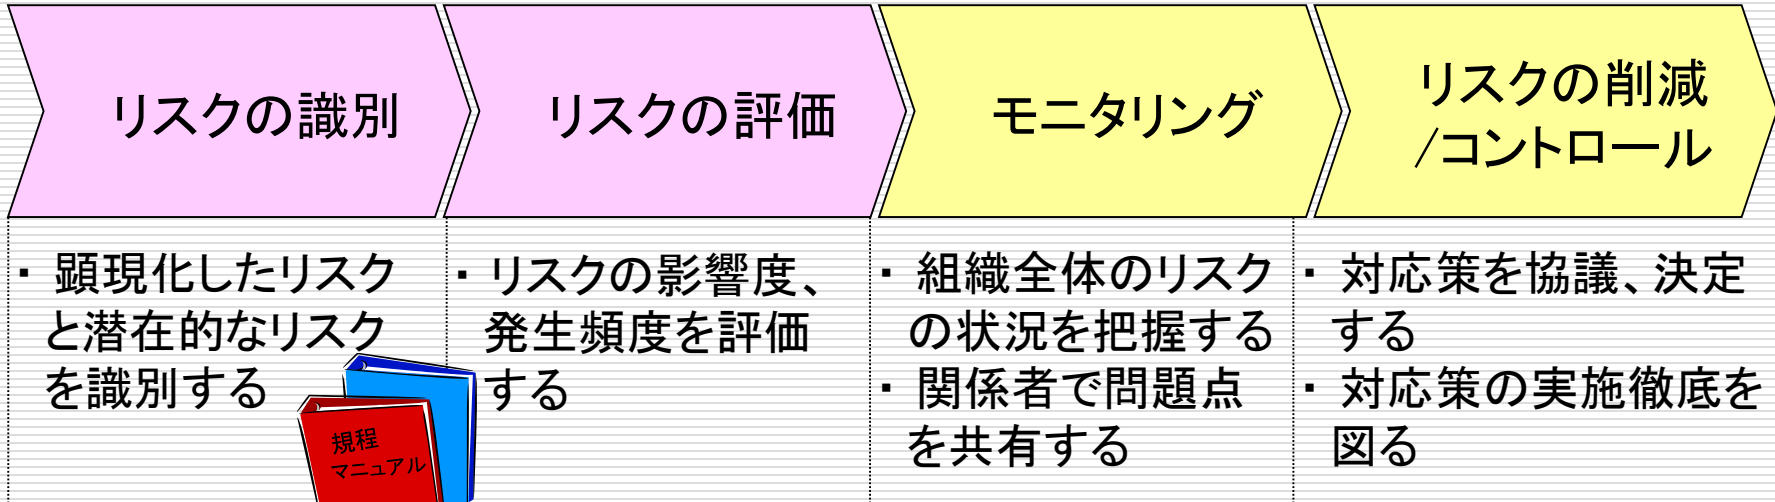 リスクの識別
リスクの評価
モニタリング
リスクの削減
/コントロール
・ 顕現化したリスク
と潜在的なリスク
を識別する
・ リスクの影響度、
発生頻度を評価
する
・ 組織全体のリスク
の状況を把握する
・ 関係者で問題点
を共有する
・ 対応策を協議、決定
する
・ 対応策の実施徹底を
図る
規程
マニュアル